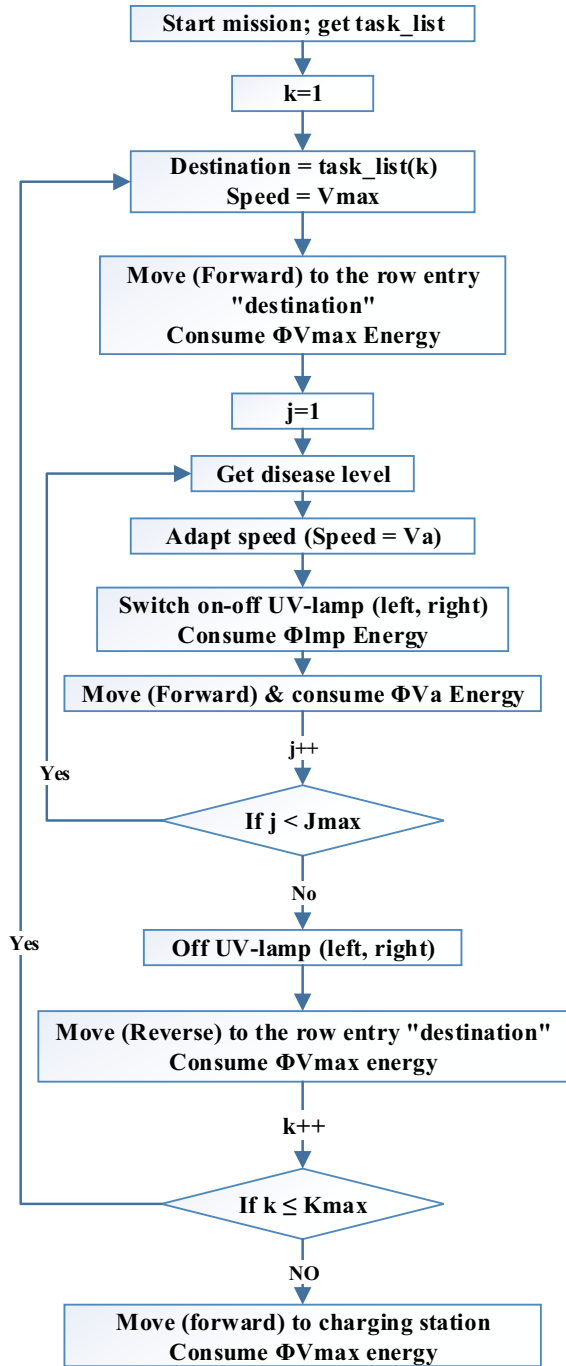 Start mission; get task_list
k=1
Destination = task_list(k)
Speed = Vmax
Move (Forward) to the row entry
"destination"
Consume ΦVmax Energy
j=1
Get disease level
Adapt speed (Speed = Va)
Switch on-off UV-lamp (left, right)
Consume Φlmp Energy
Move (Forward) & consume ΦVa Energy
j++
Yes
If j < Jmax
No
Yes
Off UV-lamp (left, right)
Move (Reverse) to the row entry "destination"
Consume ΦVmax energy
k++
If k ≤ Kmax
NO
Move (forward) to charging station
Consume ΦVmax energy